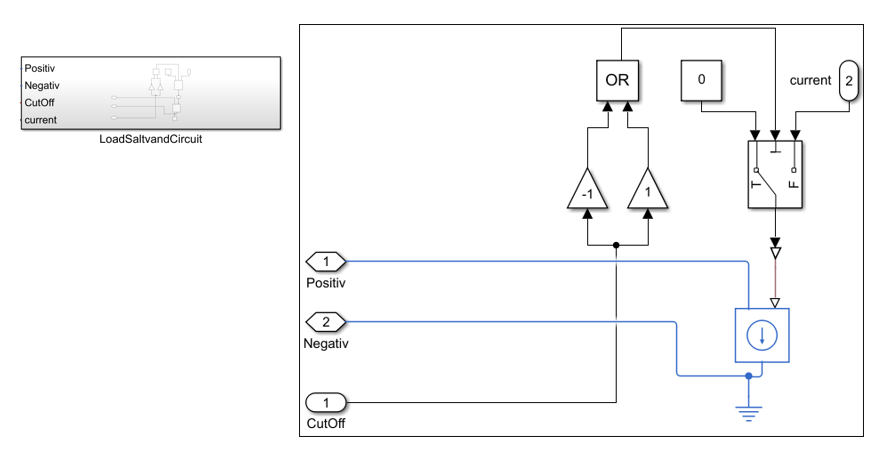 Positiv
Negativ
CutOff
current
LoadSaltvandCircuit
OR
0
current
2
-1
1
T
F
1
Positiv
2
Negativ
1
CutOff